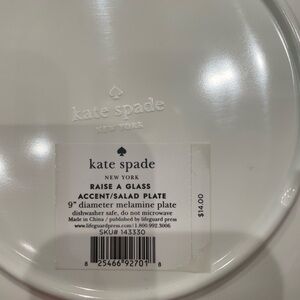 kate spade
NEW YORK
kate spade
NEW YORK
RAISE A GLASS
ACCENT/SALAD PLATE
9" diameter melamine plate
dishwasher safe, do not microwave
Made in China / published by lifeguard press
www.lifeguardpress.com / 1.800.992.3006
SKU# 143330
8 25466 92701 8
$14.00